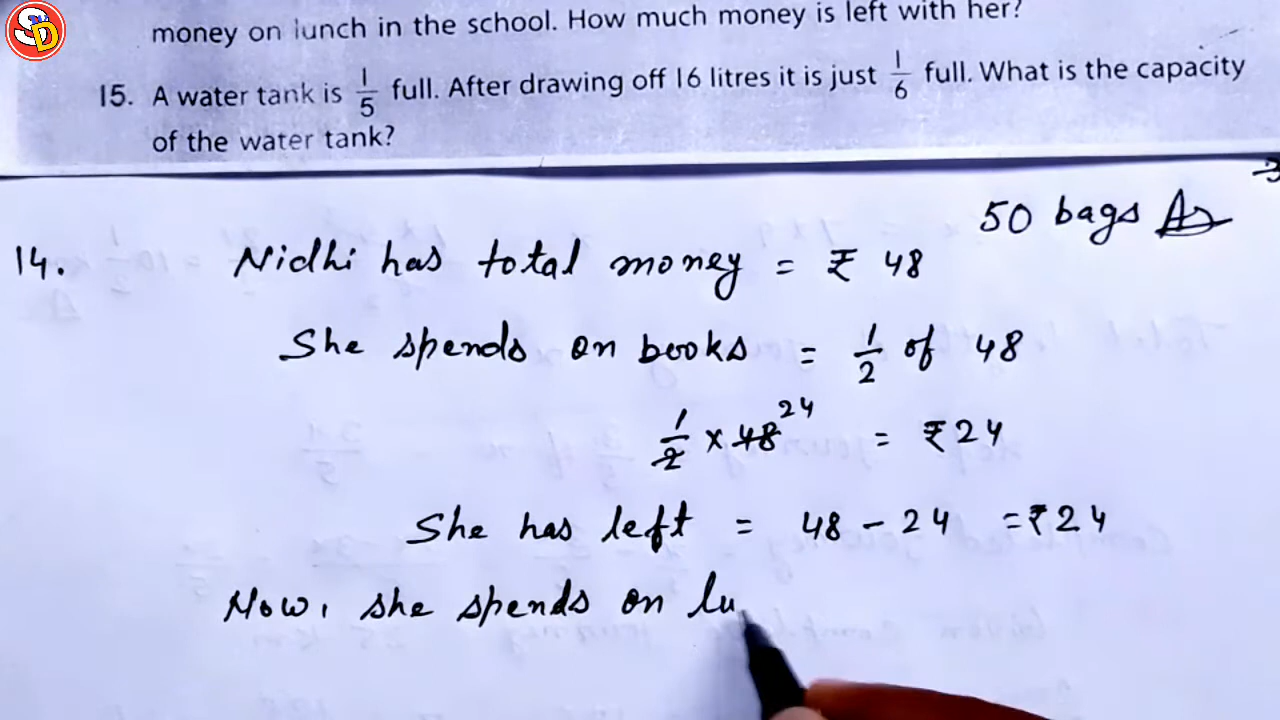 SD
money on lunch in the school. How much money is left with her?
15. A water tank is 1/5 full. After drawing off 16 litres it is just 1/6 full. What is the capacity
of the water tank?
50 bags Ans
14. Nidhi has total money = ₹ 48
She spends on books = 1/2 of 48
1/2 × 48 24 = ₹ 24
She has left = 48 - 24 = ₹ 24
Now, she spends on lu